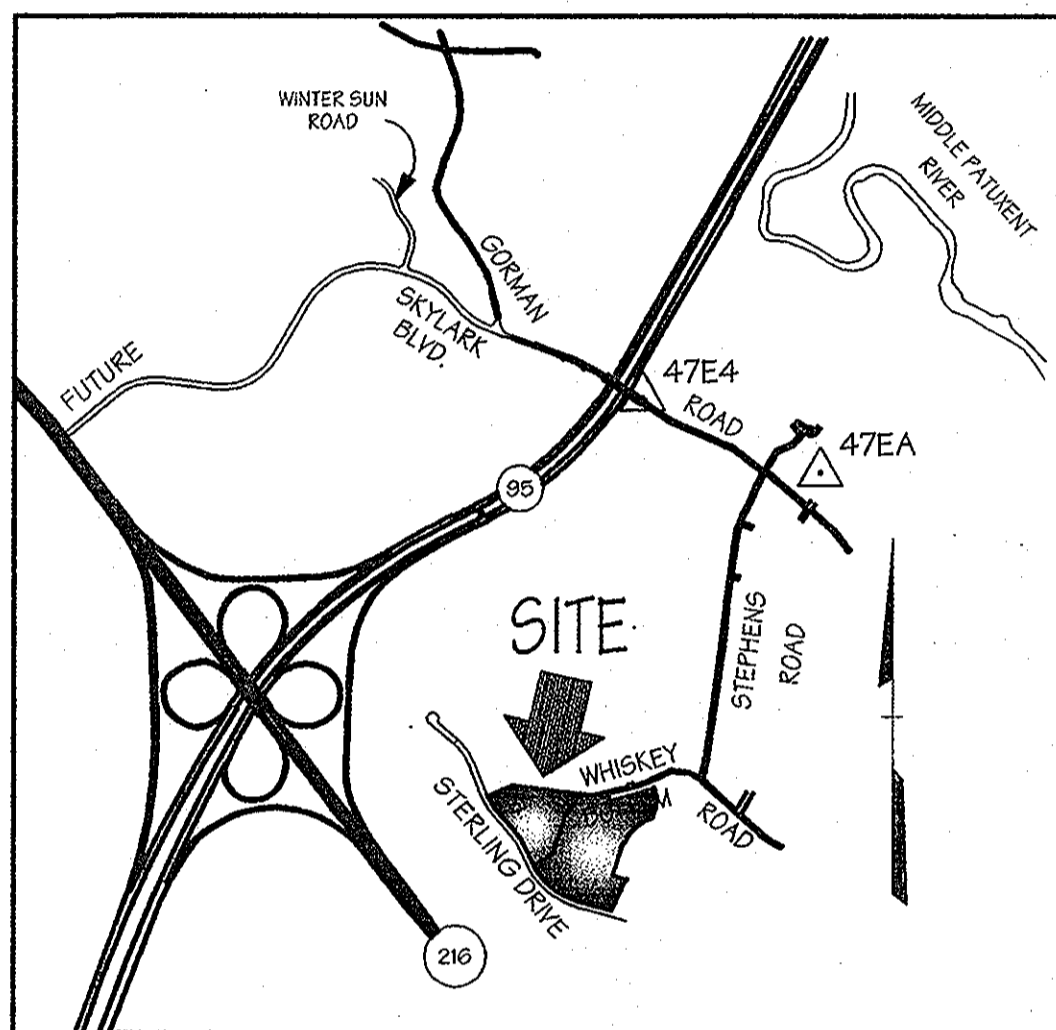 WINTER SUN
ROAD
MIDDLE PATUXENT
RIVER
GORMAN
SKYLARK
BLVD.
FUTURE
47E4
ROAD
47EA
95
STEPHENS
ROAD
SITE
WHISKEY
ROAD
STERLING DRIVE
216